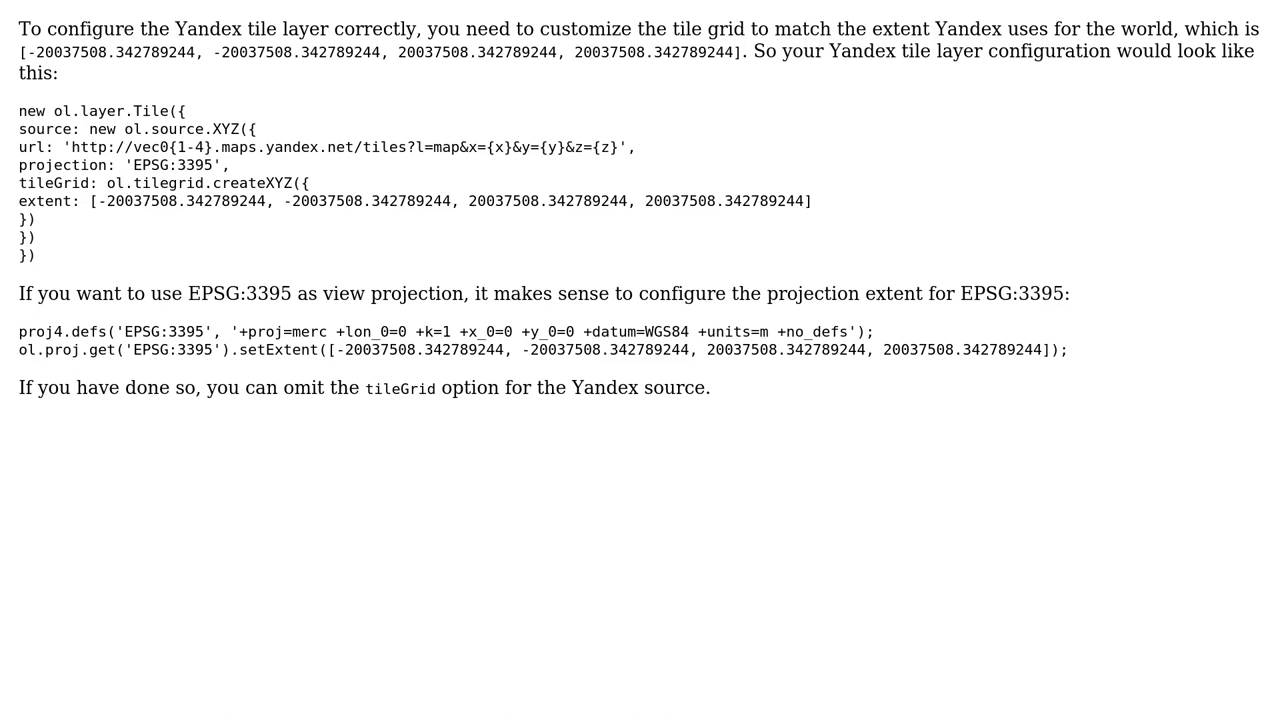 To configure the Yandex tile layer correctly, you need to customize the tile grid to match the extent Yandex uses for the world, which is
[-20037508.342789244, -20037508.342789244, 20037508.342789244, 20037508.342789244]. So your Yandex tile layer configuration would look like
this:
new ol.layer.Tile({
source: new ol.source.XYZ({
url: 'http://vec0{1-4}.maps.yandex.net/tiles?l=map&x={x}&y={y}&z={z}',
projection: 'EPSG:3395',
tileGrid: ol.tilegrid.createXYZ({
extent: [-20037508.342789244, -20037508.342789244, 20037508.342789244, 20037508.342789244]
})
})
})
If you want to use EPSG:3395 as view projection, it makes sense to configure the projection extent for EPSG:3395:
proj4.defs('EPSG:3395', '+proj=merc +lon_0=0 +k=1 +x_0=0 +y_0=0 +datum=WGS84 +units=m +no_defs');
ol.proj.get('EPSG:3395').setExtent([-20037508.342789244, -20037508.342789244, 20037508.342789244, 20037508.342789244]);
If you have done so, you can omit the tileGrid option for the Yandex source.